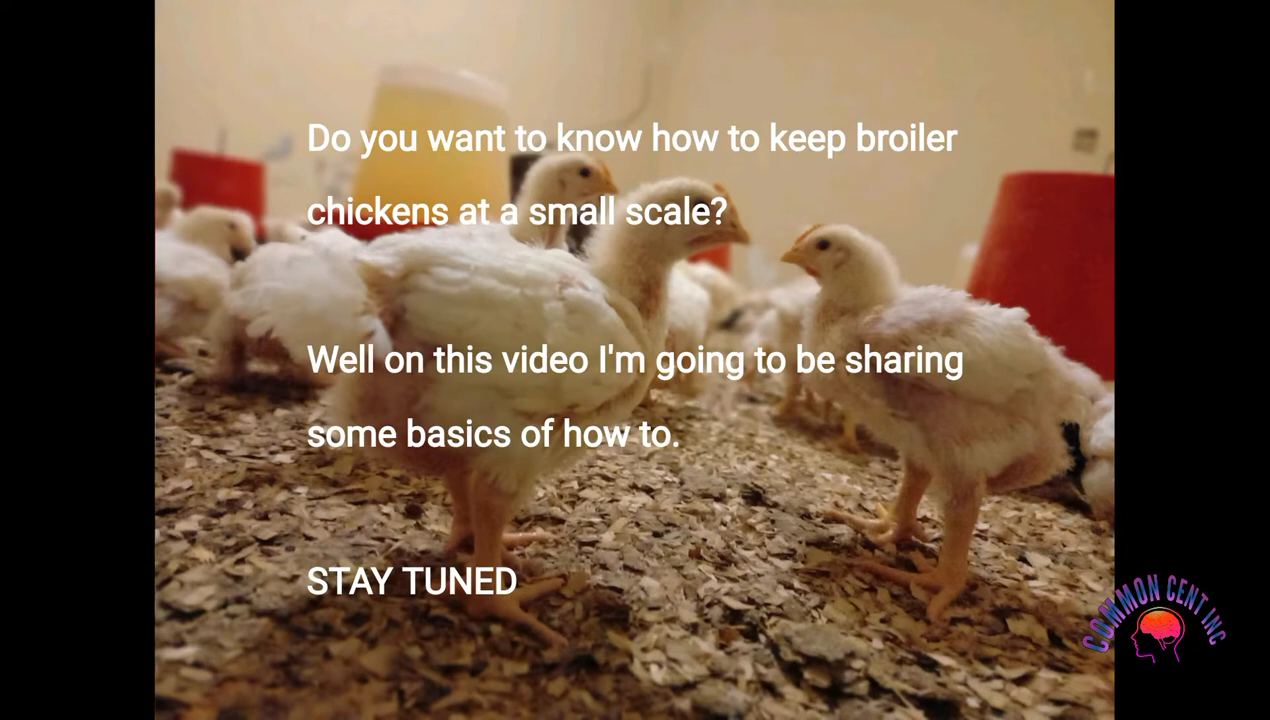 Do you want to know how to keep broiler
chickens at a small scale?
Well on this video I'm going to be sharing
some basics of how to.
STAY TUNED
COMMON CENT INC